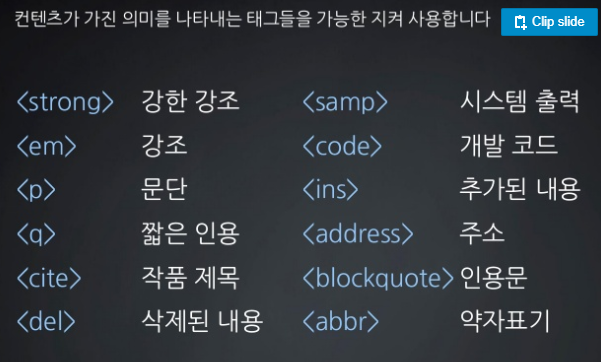 컨텐츠가 가진 의미를 나타내는 태그들을 가능한 지켜 사용합니다
Clip slide
<strong> 강한 강조 <samp> 시스템 출력
<em> 강조 <code> 개발 코드
<p> 문단 <ins> 추가된 내용
<q> 짧은 인용 <address> 주소
<cite> 작품 제목 <blockquote> 인용문
<del> 삭제된 내용 <abbr> 약자표기